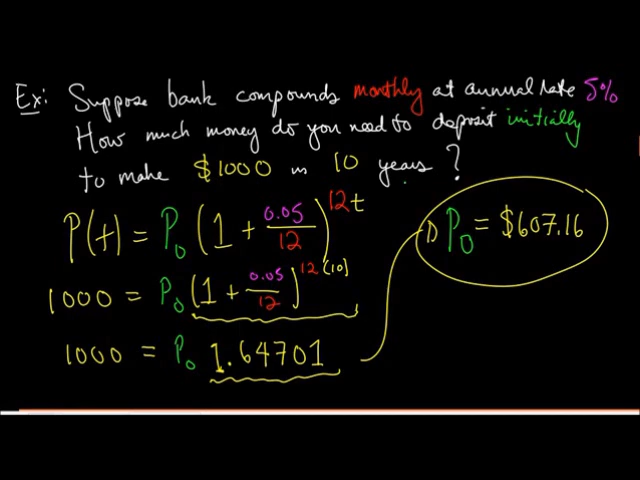 Ex: Suppose bank compounds monthly at annual rate 5%
How much money do you need to deposit initially
to make $1000 in 10 years?
P(t) = P₀ (1 + 0.05/12)^12t
1000 = P₀ (1 + 0.05/12)^12(10)
1000 = P₀ 1.64701
P₀ = $607.16